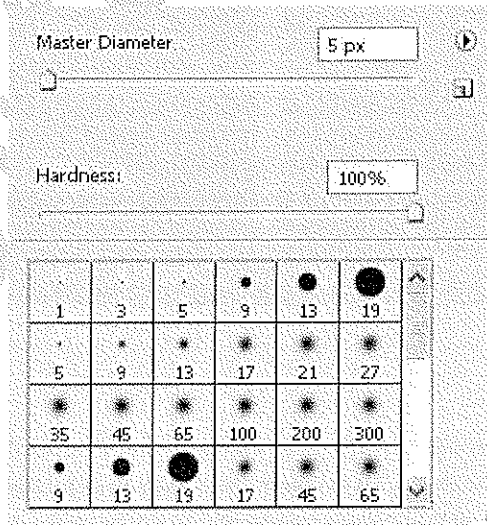 Master Diameter 5 px
Hardness: 100%
1 3 5 9 13 19
5 9 13 17 21 27
35 45 65 100 200 300
9 13 19 17 45 65